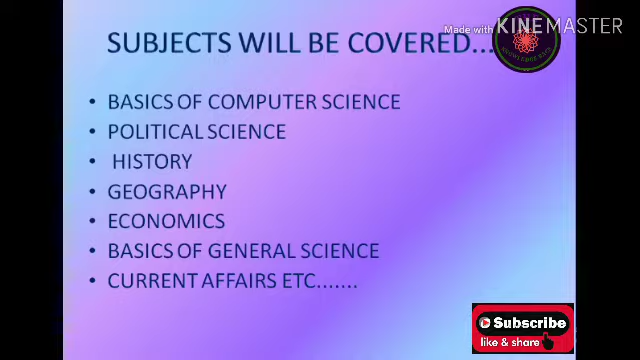 Made with KINEMASTER
SUBJECTS WILL BE COVERED...
• BASICS OF COMPUTER SCIENCE
• POLITICAL SCIENCE
• HISTORY
• GEOGRAPHY
• ECONOMICS
• BASICS OF GENERAL SCIENCE
• CURRENT AFFAIRS ETC.......
Subscribe
like & share